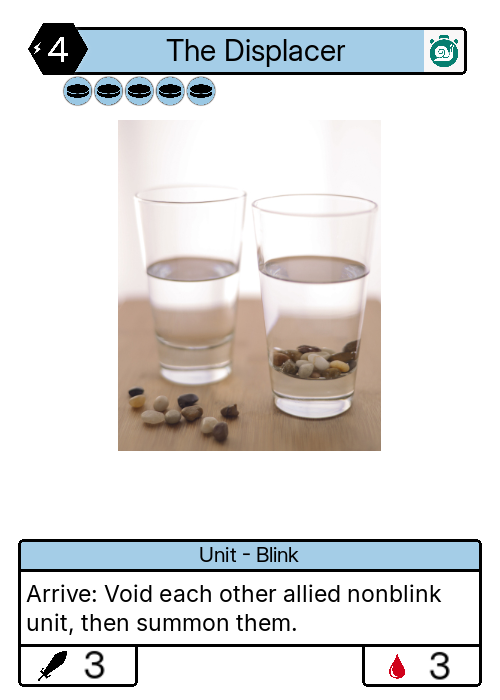 4
The Displacer
Unit - Blink
Arrive: Void each other allied nonblink
unit, then summon them.
3
3